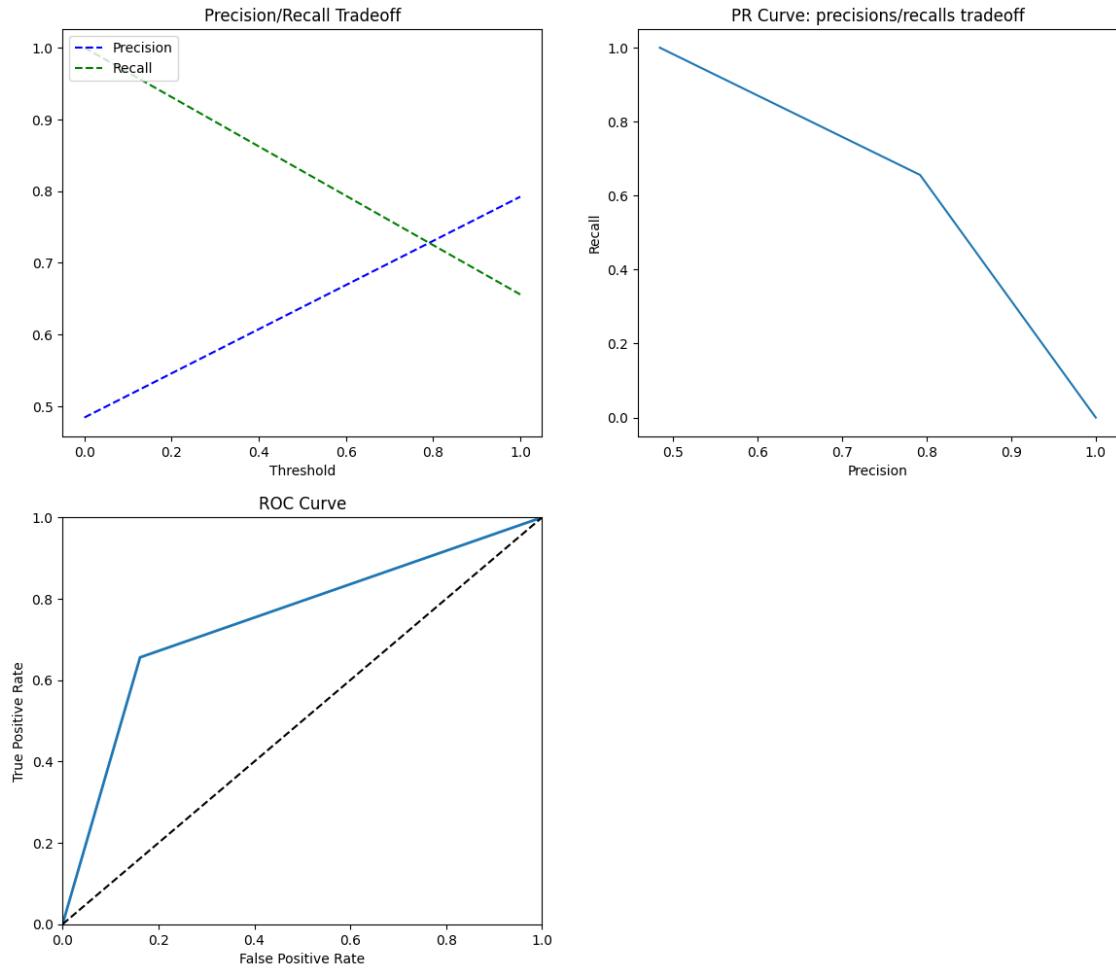 Precision/Recall Tradeoff
Precision
Recall
1.0
0.9
0.8
0.7
0.6
0.5
0.0 0.2 0.4 0.6 0.8 1.0
Threshold
PR Curve: precisions/recalls tradeoff
1.0
0.8
0.6
0.4
0.2
0.0
Recall
0.5 0.6 0.7 0.8 0.9 1.0
Precision
ROC Curve
1.0
0.8
0.6
0.4
0.2
0.0
True Positive Rate
0.0 0.2 0.4 0.6 0.8 1.0
False Positive Rate